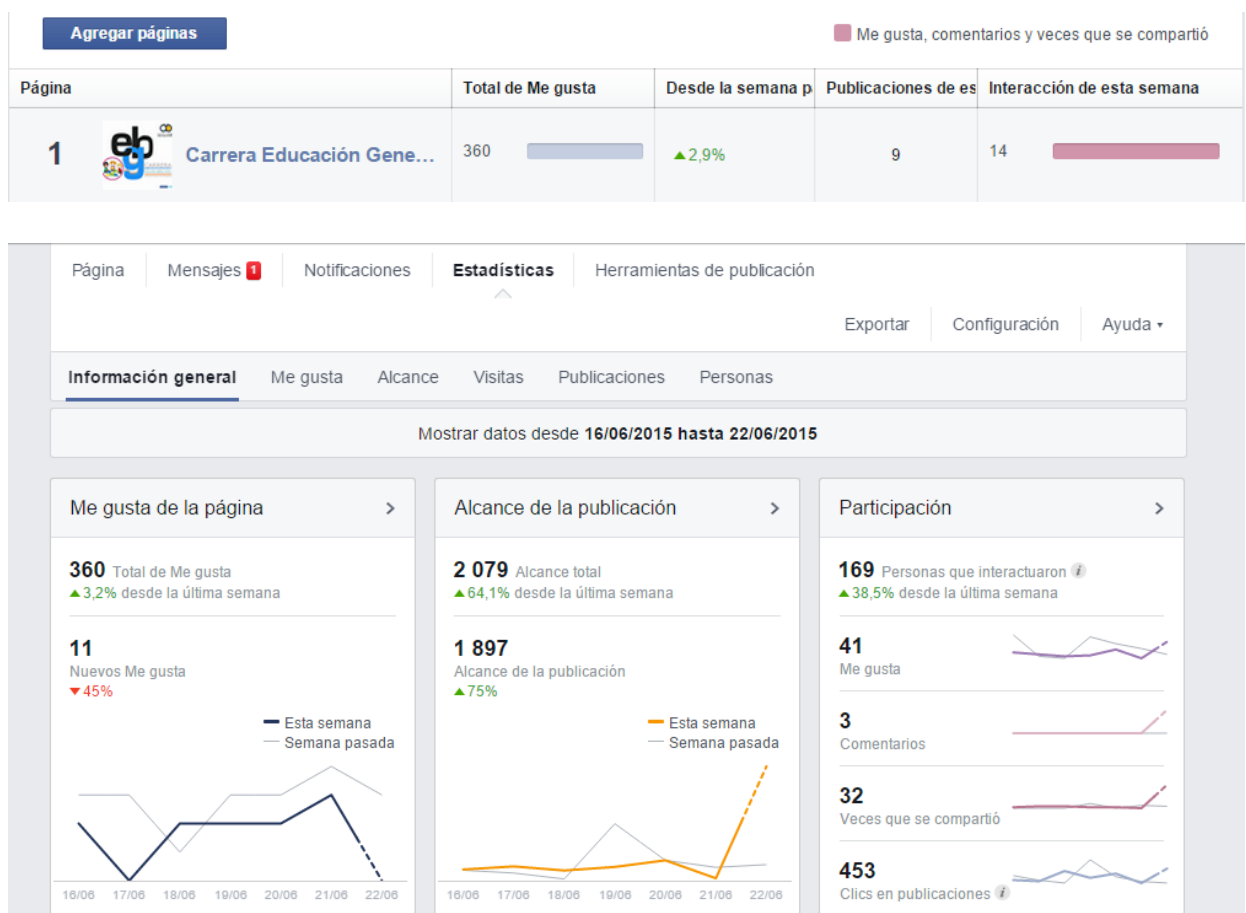 Agregar páginas
Me gusta, comentarios y veces que se compartió
Página Total de Me gusta Desde la semana p Publicaciones de es Interacción de esta semana
1 ebg Carrera Educación Gene... 360 ▲2,9% 9 14
Página Mensajes 1 Notificaciones Estadísticas Herramientas de publicación
Exportar Configuración Ayuda
Información general Me gusta Alcance Visitas Publicaciones Personas
Mostrar datos desde 16/06/2015 hasta 22/06/2015
Me gusta de la página >
360 Total de Me gusta
▲3,2% desde la última semana
11
Nuevos Me gusta
▼45%
Esta semana
Semana pasada
16/06 17/06 18/06 19/06 20/06 21/06 22/06
Alcance de la publicación >
2 079 Alcance total
▲64,1% desde la última semana
1 897
Alcance de la publicación
▲75%
Esta semana
Semana pasada
16/06 17/06 18/06 19/06 20/06 21/06 22/06
Participación >
169 Personas que interactuaron i
▲38,5% desde la última semana
41
Me gusta
3
Comentarios
32
Veces que se compartió
453
Clics en publicaciones i